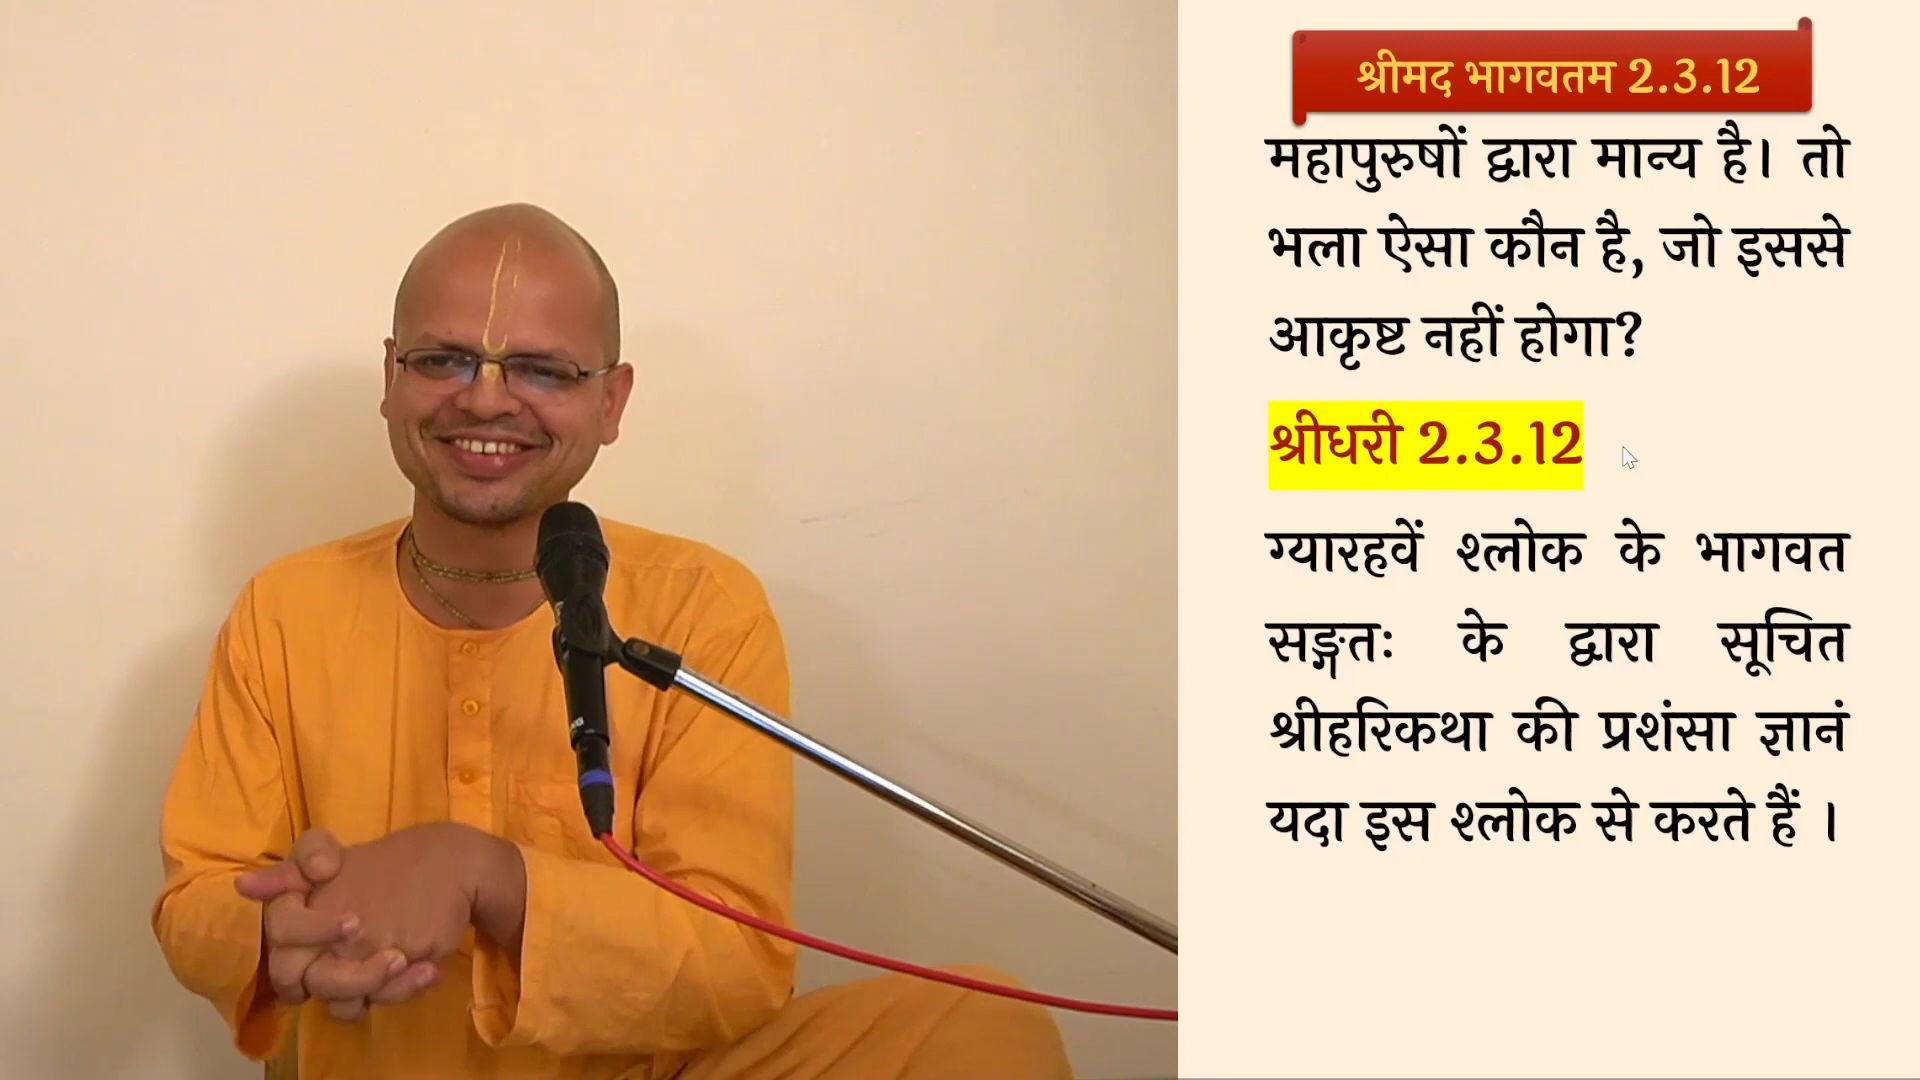 श्रीमद भागवतम 2.3.12
महापुरुषों द्वारा मान्य है। तो
भला ऐसा कौन है, जो इससे
आकृष्ट नहीं होगा?
श्रीधरी 2.3.12
ग्यारहवें श्लोक के भागवत
सङ्गतः के द्वारा सूचित
श्रीहरिकथा की प्रशंसा ज्ञानं
यदा इस श्लोक से करते हैं ।